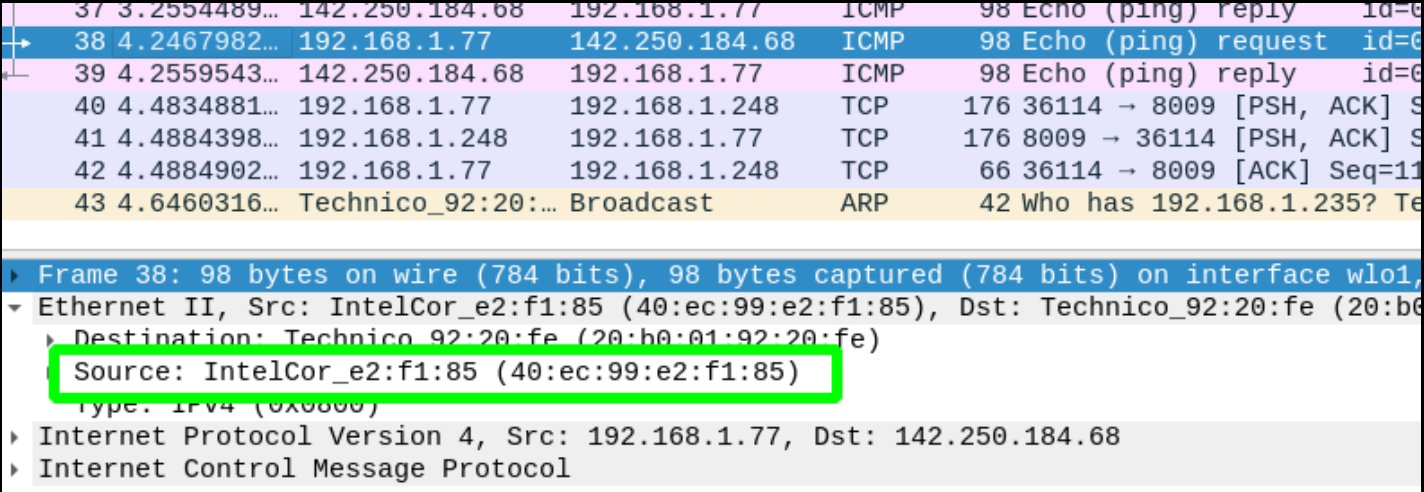 37 3.2554489… 142.250.184.68 192.168.1.77 ICMP 98 Echo (ping) reply
38 4.2467982… 192.168.1.77 142.250.184.68 ICMP 98 Echo (ping) request
39 4.2559543… 142.250.184.68 192.168.1.77 ICMP 98 Echo (ping) reply
40 4.4834881… 192.168.1.77 192.168.1.248 TCP 176 36114 → 8009 [PSH, ACK] S
41 4.4884398… 192.168.1.248 192.168.1.77 TCP 176 8009 → 36114 [PSH, ACK] S
42 4.4884902… 192.168.1.77 192.168.1.248 TCP 66 36114 → 8009 [ACK] Seq=11
43 4.6460316… Technico_92:20:… Broadcast ARP 42 Who has 192.168.1.235? Te
Frame 38: 98 bytes on wire (784 bits), 98 bytes captured (784 bits) on interface wlo1,
Ethernet II, Src: IntelCor_e2:f1:85 (40:ec:99:e2:f1:85), Dst: Technico_92:20:fe (20:b0
Destination: Technico_92:20:fe (20:b0:01:92:20:fe)
Source: IntelCor_e2:f1:85 (40:ec:99:e2:f1:85)
Type: IPv4 (0x0800)
Internet Protocol Version 4, Src: 192.168.1.77, Dst: 142.250.184.68
Internet Control Message Protocol